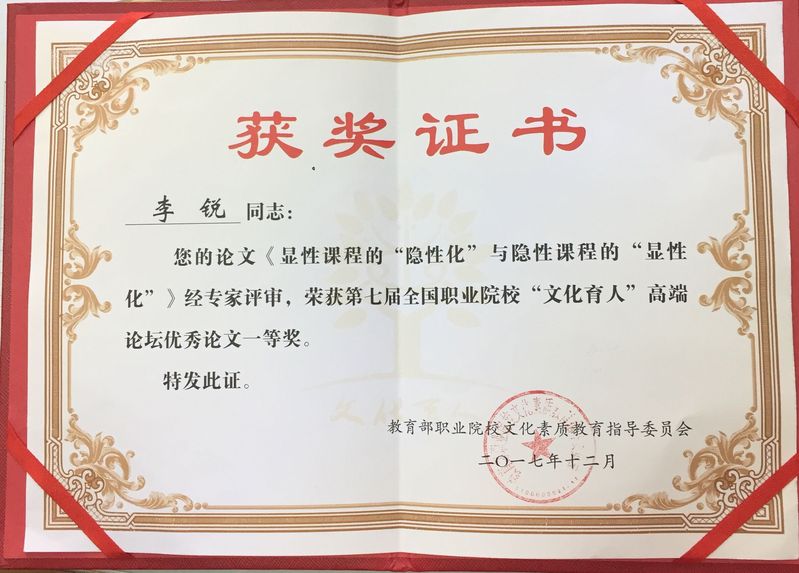 获奖证书
李锐 同志：
您的论文《显性课程的“隐性化”与隐性课程的“显性
化”》经专家评审，荣获第七届全国职业院校“文化育人”高端
论坛优秀论文一等奖。
特发此证。
文化育人
教育部职业院校文化素质教育指导委员会
二〇一七年十二月